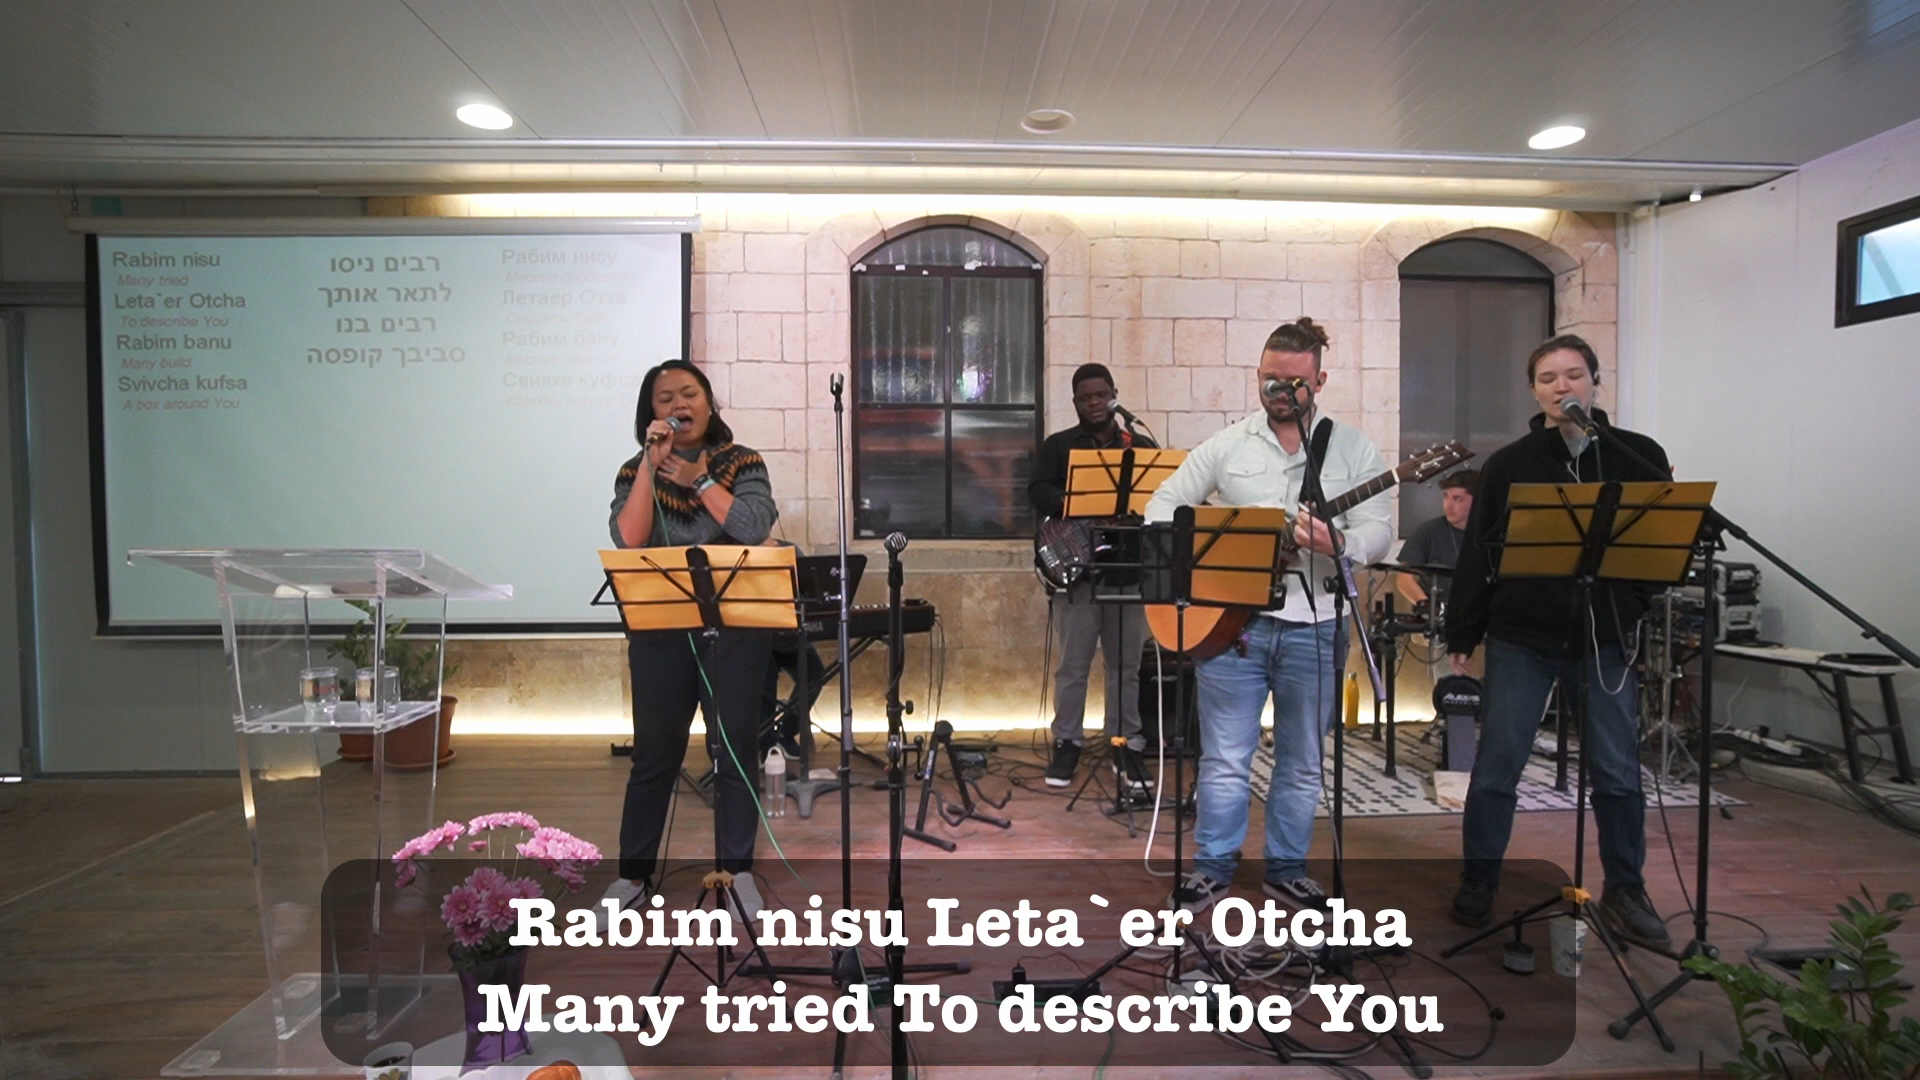 Rabim nisu
Many tried
Leta`er Otcha
To describe You
Rabim banu
Many build
Svivcha kufsa
A box around You
רבים ניסו
לתאר אותך
רבים בנו
סביבך קופסה
Рабим нису
Летаер Отха
Рабим бану
Свивха
YAMAHA
ALESIS
Rabim nisu Leta`er Otcha
Many tried To describe You